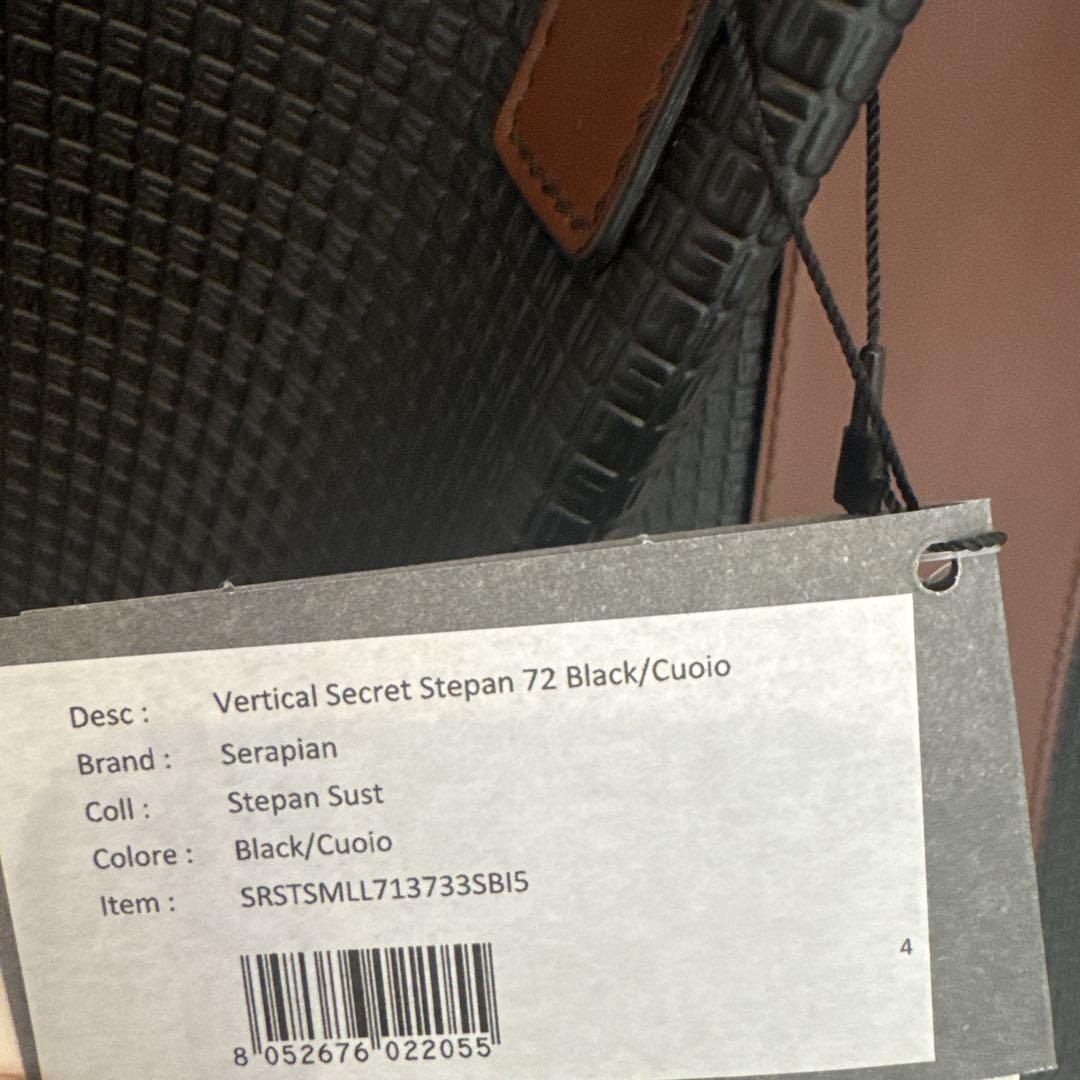 Desc : Vertical Secret Stepan 72 Black/Cuoio
Brand : Serapian
Coll : Stepan Sust
Colore : Black/Cuoio
Item : SRSTSMLL713733SBI5
4
8 052676 022055